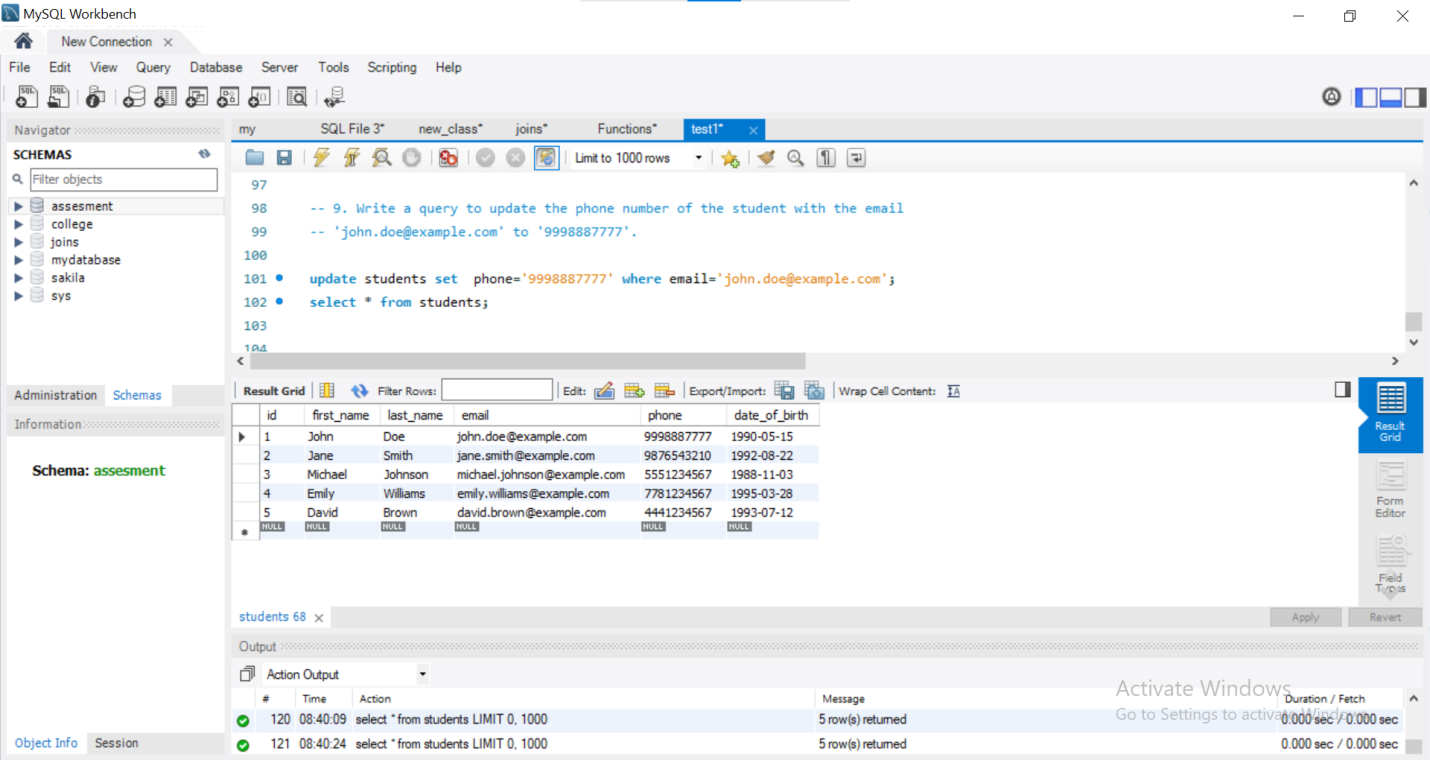 MySQL Workbench
New Connection
File Edit View Query Database Server Tools Scripting Help
Navigator
SCHEMAS
Filter objects
assesment
college
joins
mydatabase
sakila
sys
Administration Schemas
Information
Schema: assesment
Object Info Session
my SQL File 3* new_class* joins* Functions* test1*
Limit to 1000 rows
97
98 -- 9. Write a query to update the phone number of the student with the email
99 -- 'john.doe@example.com' to '9998887777'.
100
101 update students set phone='9998887777' where email='john.doe@example.com';
102 select * from students;
103
104
Result Grid Filter Rows: Edit: Export/Import: Wrap Cell Content:
id first_name last_name email phone date_of_birth
1 John Doe john.doe@example.com 9998887777 1990-05-15
2 Jane Smith jane.smith@example.com 9876543210 1992-08-22
3 Michael Johnson michael.johnson@example.com 5551234567 1988-11-03
4 Emily Williams emily.williams@example.com 7781234567 1995-03-28
5 David Brown david.brown@example.com 4441234567 1993-07-12
NULL NULL NULL NULL NULL NULL
Result
Grid
Form
Editor
Field
Types
students 68
Apply Revert
Output
Action Output
# Time Action Message Duration / Fetch
120 08:40:09 select * from students LIMIT 0, 1000 5 row(s) returned 0.000 sec / 0.000 sec
121 08:40:24 select * from students LIMIT 0, 1000 5 row(s) returned 0.000 sec / 0.000 sec
Activate Windows
Go to Settings to activate Windows.